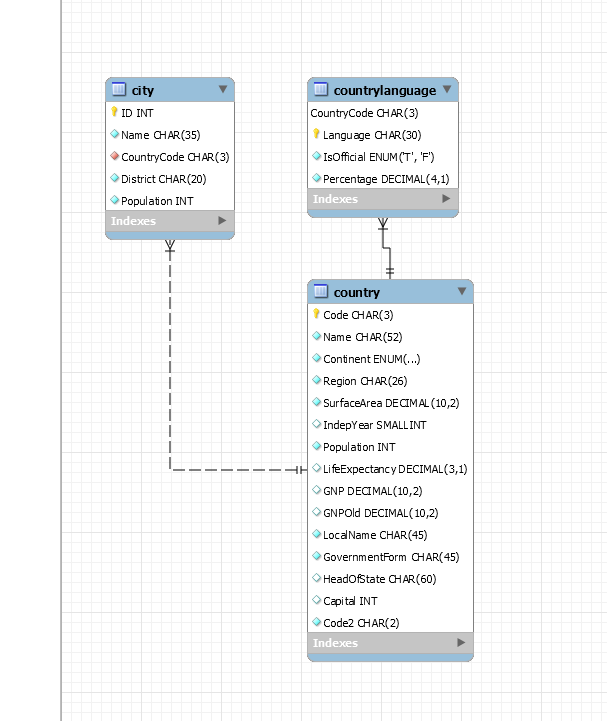 city
ID INT
Name CHAR(35)
CountryCode CHAR(3)
District CHAR(20)
Population INT
Indexes
countrylanguage
CountryCode CHAR(3)
Language CHAR(30)
IsOfficial ENUM('T', 'F')
Percentage DECIMAL(4,1)
Indexes
country
Code CHAR(3)
Name CHAR(52)
Continent ENUM(...)
Region CHAR(26)
SurfaceArea DECIMAL(10,2)
IndepYear SMALLINT
Population INT
LifeExpectancy DECIMAL(3,1)
GNP DECIMAL(10,2)
GNPOld DECIMAL(10,2)
LocalName CHAR(45)
GovernmentForm CHAR(45)
HeadOfState CHAR(60)
Capital INT
Code2 CHAR(2)
Indexes